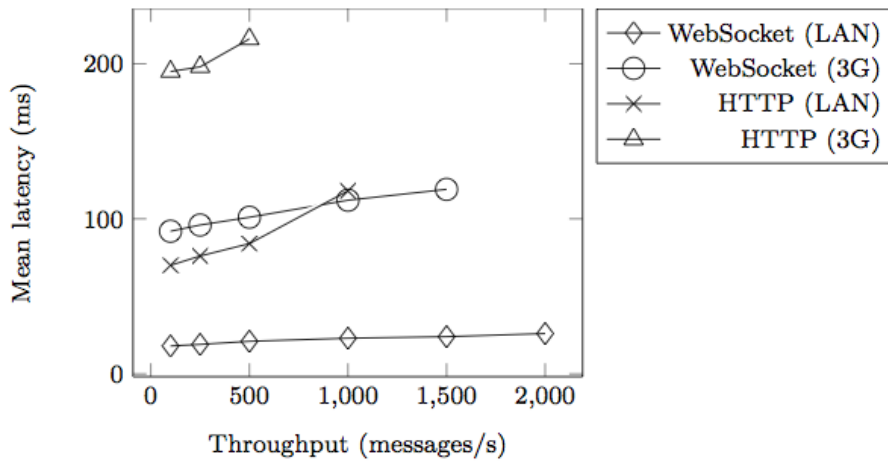 200
100
0
Mean latency (ms)
0 500 1,000 1,500 2,000
Throughput (messages/s)
WebSocket (LAN)
WebSocket (3G)
HTTP (LAN)
HTTP (3G)